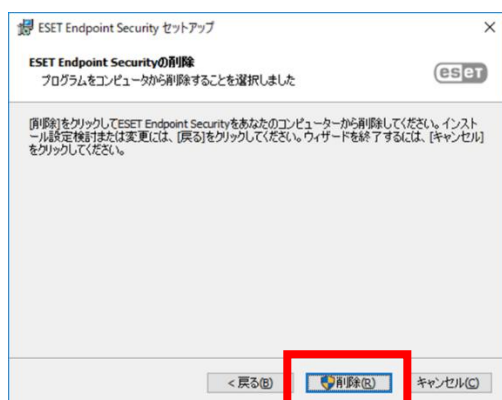 ESET Endpoint Security セットアップ
ESET Endpoint Securityの削除
プログラムをコンピュータから削除することを選択しました
eseT
[削除]をクリックしてESET Endpoint Securityをあなたのコンピューターから削除してください。インスト
ール設定検討または変更には、[戻る]をクリックしてください。ウィザードを終了するには、[キャンセル]
をクリックしてください。
< 戻る(B) 削除(R) キャンセル(C)